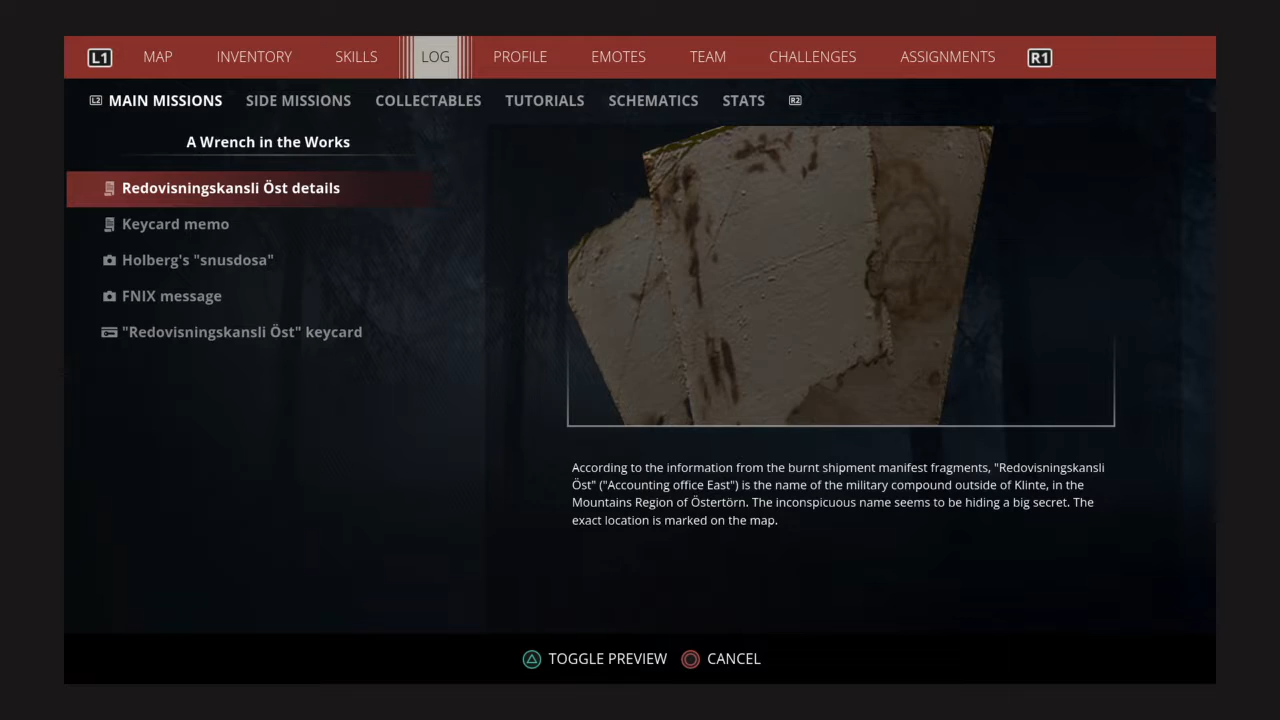 L1 MAP INVENTORY SKILLS LOG PROFILE EMOTES TEAM CHALLENGES ASSIGNMENTS R1
L2 MAIN MISSIONS SIDE MISSIONS COLLECTABLES TUTORIALS SCHEMATICS STATS R2
A Wrench in the Works
Redovisningskansli Öst details
Keycard memo
Holberg's "snusdosa"
FNIX message
"Redovisningskansli Öst" keycard
According to the information from the burnt shipment manifest fragments, "Redovisningskansli
Öst" ("Accounting office East") is the name of the military compound outside of Klinte, in the
Mountains Region of Östertörn. The inconspicuous name seems to be hiding a big secret. The
exact location is marked on the map.
TOGGLE PREVIEW CANCEL